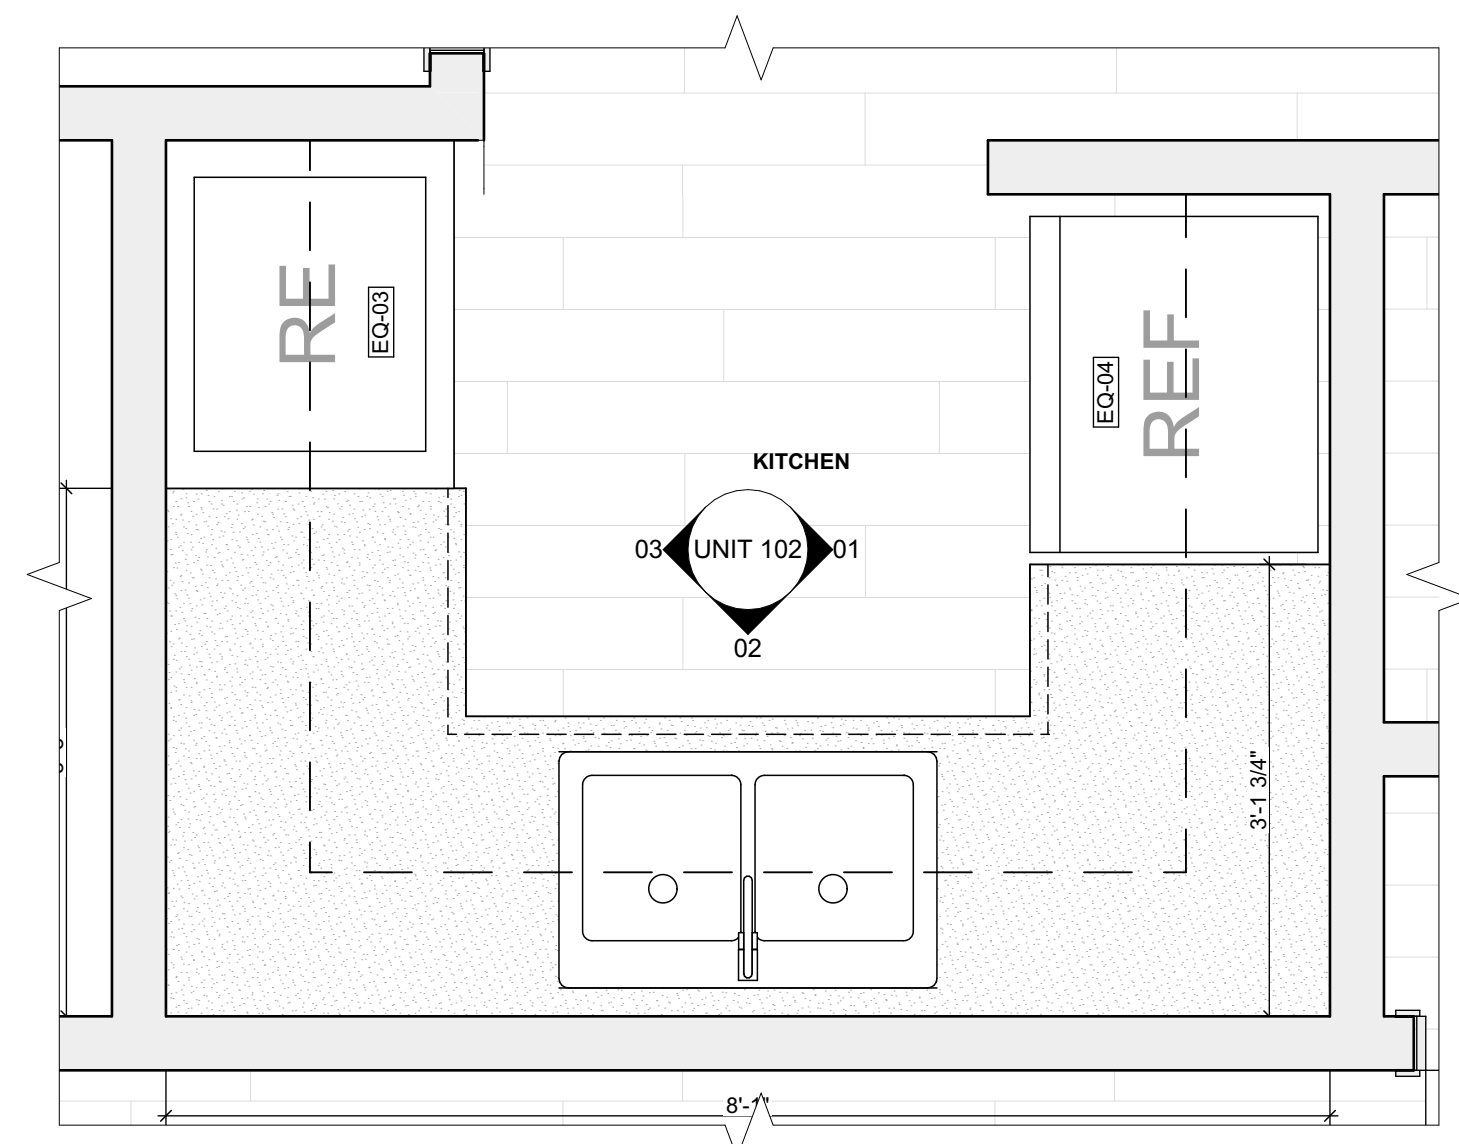 RE
EQ-03
REF
EQ-04
KITCHEN
03
UNIT 102
01
02
3'-1 3/4"
8'-1"